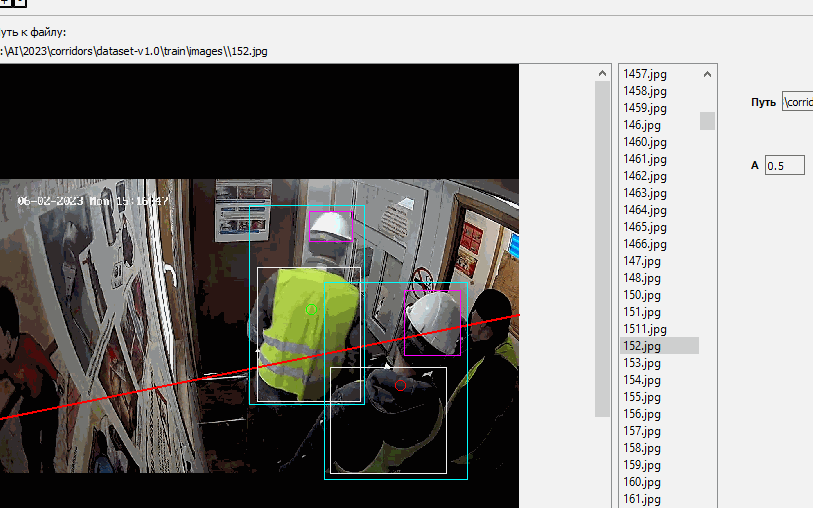 уть к файлу:
:\AI\2023\corridors\dataset-v1.0\train\images\\152.jpg
06-02-2023 Mon 15:16:47
1457.jpg
1458.jpg
1459.jpg
146.jpg
1460.jpg
1461.jpg
1462.jpg
1463.jpg
1464.jpg
1465.jpg
1466.jpg
147.jpg
148.jpg
150.jpg
151.jpg
1511.jpg
152.jpg
153.jpg
154.jpg
155.jpg
156.jpg
157.jpg
158.jpg
159.jpg
160.jpg
161.jpg
Путь
\corrid
A
0.5